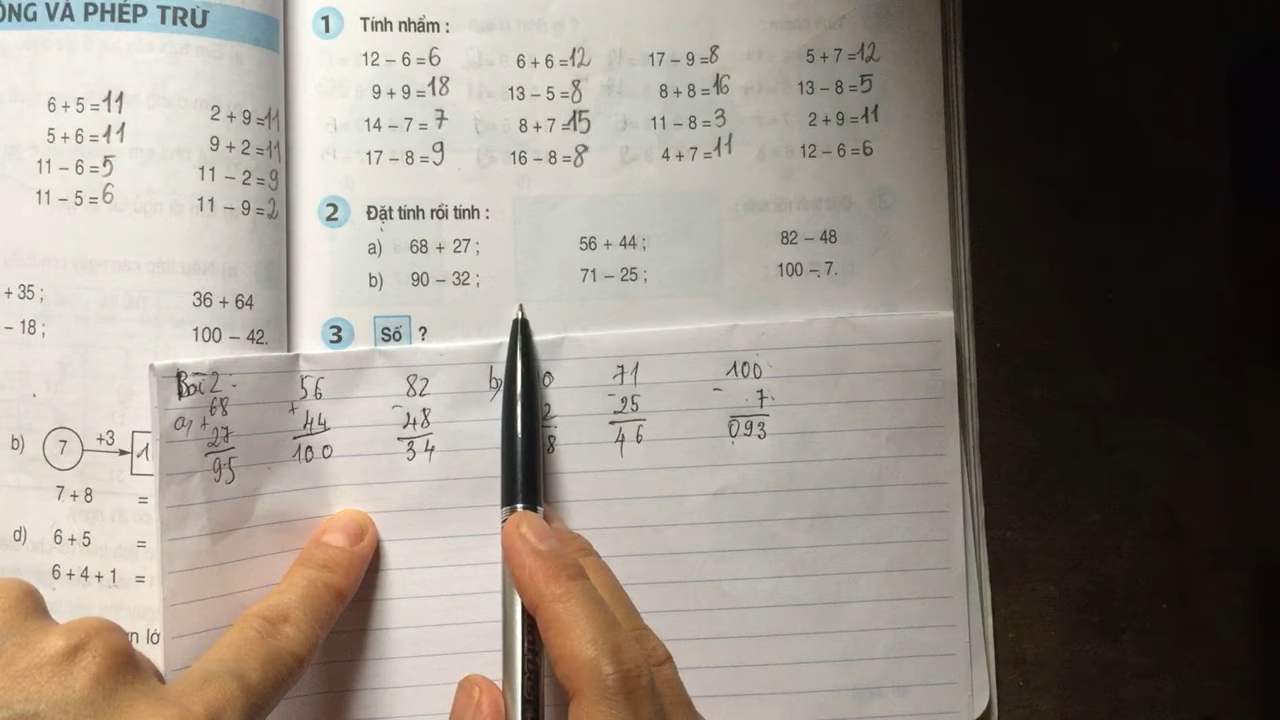 ỘNG VÀ PHÉP TRỪ
6 + 5 = 11
2 + 9 = 11
5 + 6 = 11
9 + 2 = 11
11 – 6 = 5
11 – 2 = 9
11 – 5 = 6
11 – 9 = 2
+ 35 ;
36 + 64
– 18 ;
100 – 42.
b) 7 +3 1
7 + 8 =
d) 6 + 5 =
6 + 4 + 1 =
n lớ
1 Tính nhẩm :
12 – 6 = 6 6 + 6 = 12 17 – 9 = 8 5 + 7 = 12
9 + 9 = 18 13 – 5 = 8 8 + 8 = 16 13 – 8 = 5
14 – 7 = 7 8 + 7 = 15 11 – 8 = 3 2 + 9 = 11
17 – 8 = 9 16 – 8 = 8 4 + 7 = 11 12 – 6 = 6
2 Đặt tính rồi tính :
a) 68 + 27 ; 56 + 44 ; 82 – 48
b) 90 – 32 ; 71 – 25 ; 100 – 7.
3 Số ?
Bài 2 :
a, 68 + 27 95
56 + 44 100
82 - 48 34
b, 0 2 8
71 - 25 46
100 - 7 093